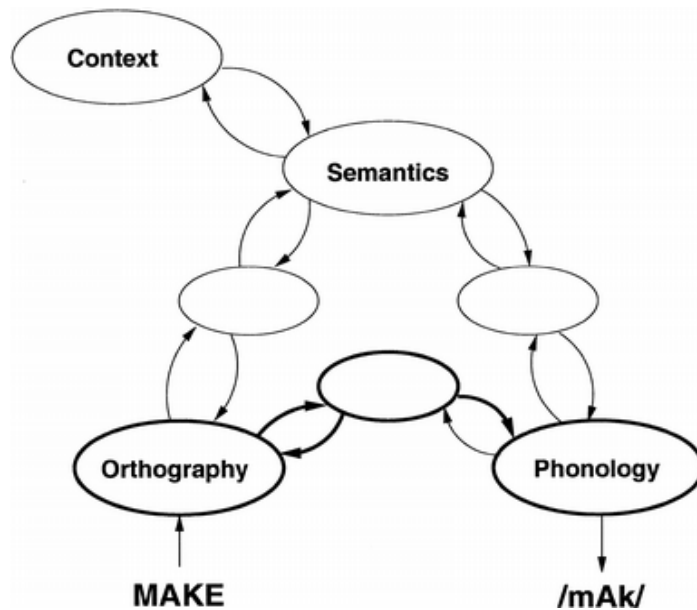 Context
Semantics
Orthography
Phonology
MAKE
/mAk/